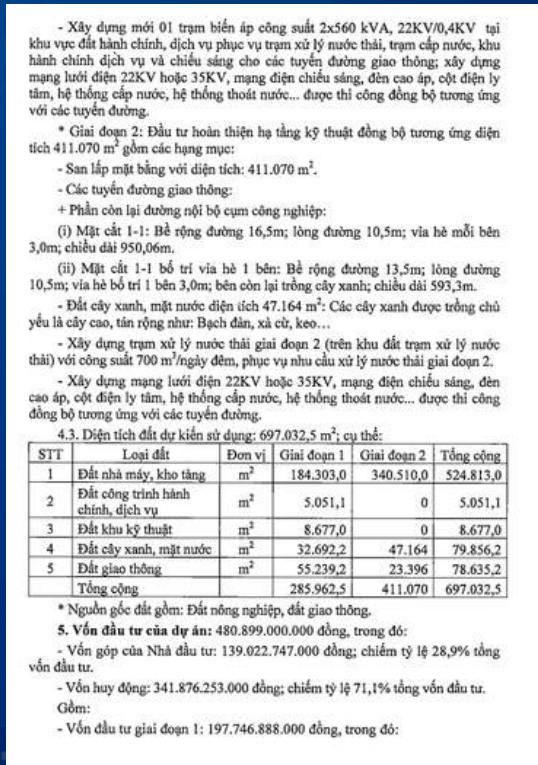 - Xây dựng mới 01 trạm biến áp công suất 2x560 kVA, 22KV/0,4KV tại
khu vực đất hành chính, dịch vụ phục vụ trạm xử lý nước thải, trạm cấp nước, khu
hành chính dịch vụ và chiếu sáng cho các tuyến đường giao thông; xây dựng
mạng lưới điện 22KV hoặc 35KV, mạng điện chiếu sáng, đèn cao áp, cột điện ly
tâm, hệ thống cấp nước, hệ thống thoát nước... được thi công đồng bộ tương ứng
với các tuyến đường.
* Giai đoạn 2: Đầu tư hoàn thiện hạ tầng kỹ thuật đồng bộ tương ứng diện
tích 411.070 m² gồm các hạng mục:
- San lấp mặt bằng với diện tích: 411.070 m².
- Các tuyến đường giao thông:
+ Phần còn lại đường nội bộ cụm công nghiệp:
(i) Mặt cắt 1-1: Bề rộng đường 16,5m; lòng đường 10,5m; vỉa hè mỗi bên
3,0m; chiều dài 950,06m.
(ii) Mặt cắt 1-1 bố trí vỉa hè 1 bên: Bề rộng đường 13,5m; lòng đường
10,5m; vỉa hè bố trí 1 bên 3,0m; bên còn lại trồng cây xanh; chiều dài 593,3m.
- Đất cây xanh, mặt nước diện tích 47.164 m²: Các cây xanh được trồng chủ
yếu là cây cao, tán rộng như: Bạch đàn, xà cừ, keo...
- Xây dựng trạm xử lý nước thải giai đoạn 2 (trên khu đất trạm xử lý nước
thải) với công suất 700 m³/ngày đêm, phục vụ nhu cầu xử lý nước thải giai đoạn 2.
- Xây dựng mạng lưới điện 22KV hoặc 35KV, mạng điện chiếu sáng, đèn
cao áp, cột điện ly tâm, hệ thống cấp nước, hệ thống thoát nước... được thi công
đồng bộ tương ứng với các tuyến đường.
4.3. Diện tích đất dự kiến sử dụng: 697.032,5 m²; cụ thể:
STT Loại đất Đơn vị Giai đoạn 1 Giai đoạn 2 Tổng cộng
1 Đất nhà máy, kho tàng m² 184.303,0 340.510,0 524.813,0
2 Đất công trình hành chính, dịch vụ m² 5.051,1 0 5.051,1
3 Đất khu kỹ thuật m² 8.677,0 0 8.677,0
4 Đất cây xanh, mặt nước m² 32.692,2 47.164 79.856,2
5 Đất giao thông m² 55.239,2 23.396 78.635,2
Tổng cộng 285.962,5 411.070 697.032,5
* Nguồn gốc đất gồm: Đất nông nghiệp, đất giao thông.
5. Vốn đầu tư của dự án: 480.899.000.000 đồng, trong đó:
- Vốn góp của Nhà đầu tư: 139.022.747.000 đồng; chiếm tỷ lệ 28,9% tổng
vốn đầu tư.
- Vốn huy động: 341.876.253.000 đồng; chiếm tỷ lệ 71,1% tổng vốn đầu tư.
Gồm:
- Vốn đầu tư giai đoạn 1: 197.746.888.000 đồng, trong đó: